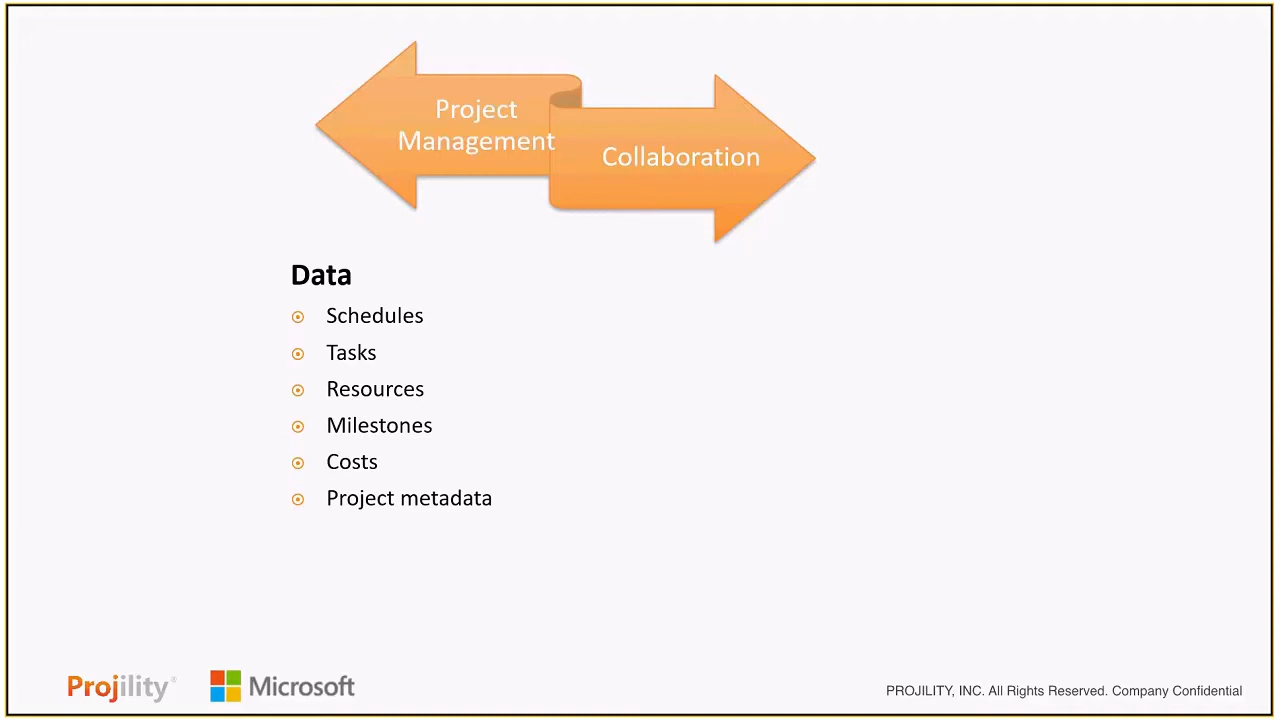 Project
Management
Collaboration
Data
Schedules
Tasks
Resources
Milestones
Costs
Project metadata
Projility®
Microsoft
PROJILITY, INC. All Rights Reserved. Company Confidential